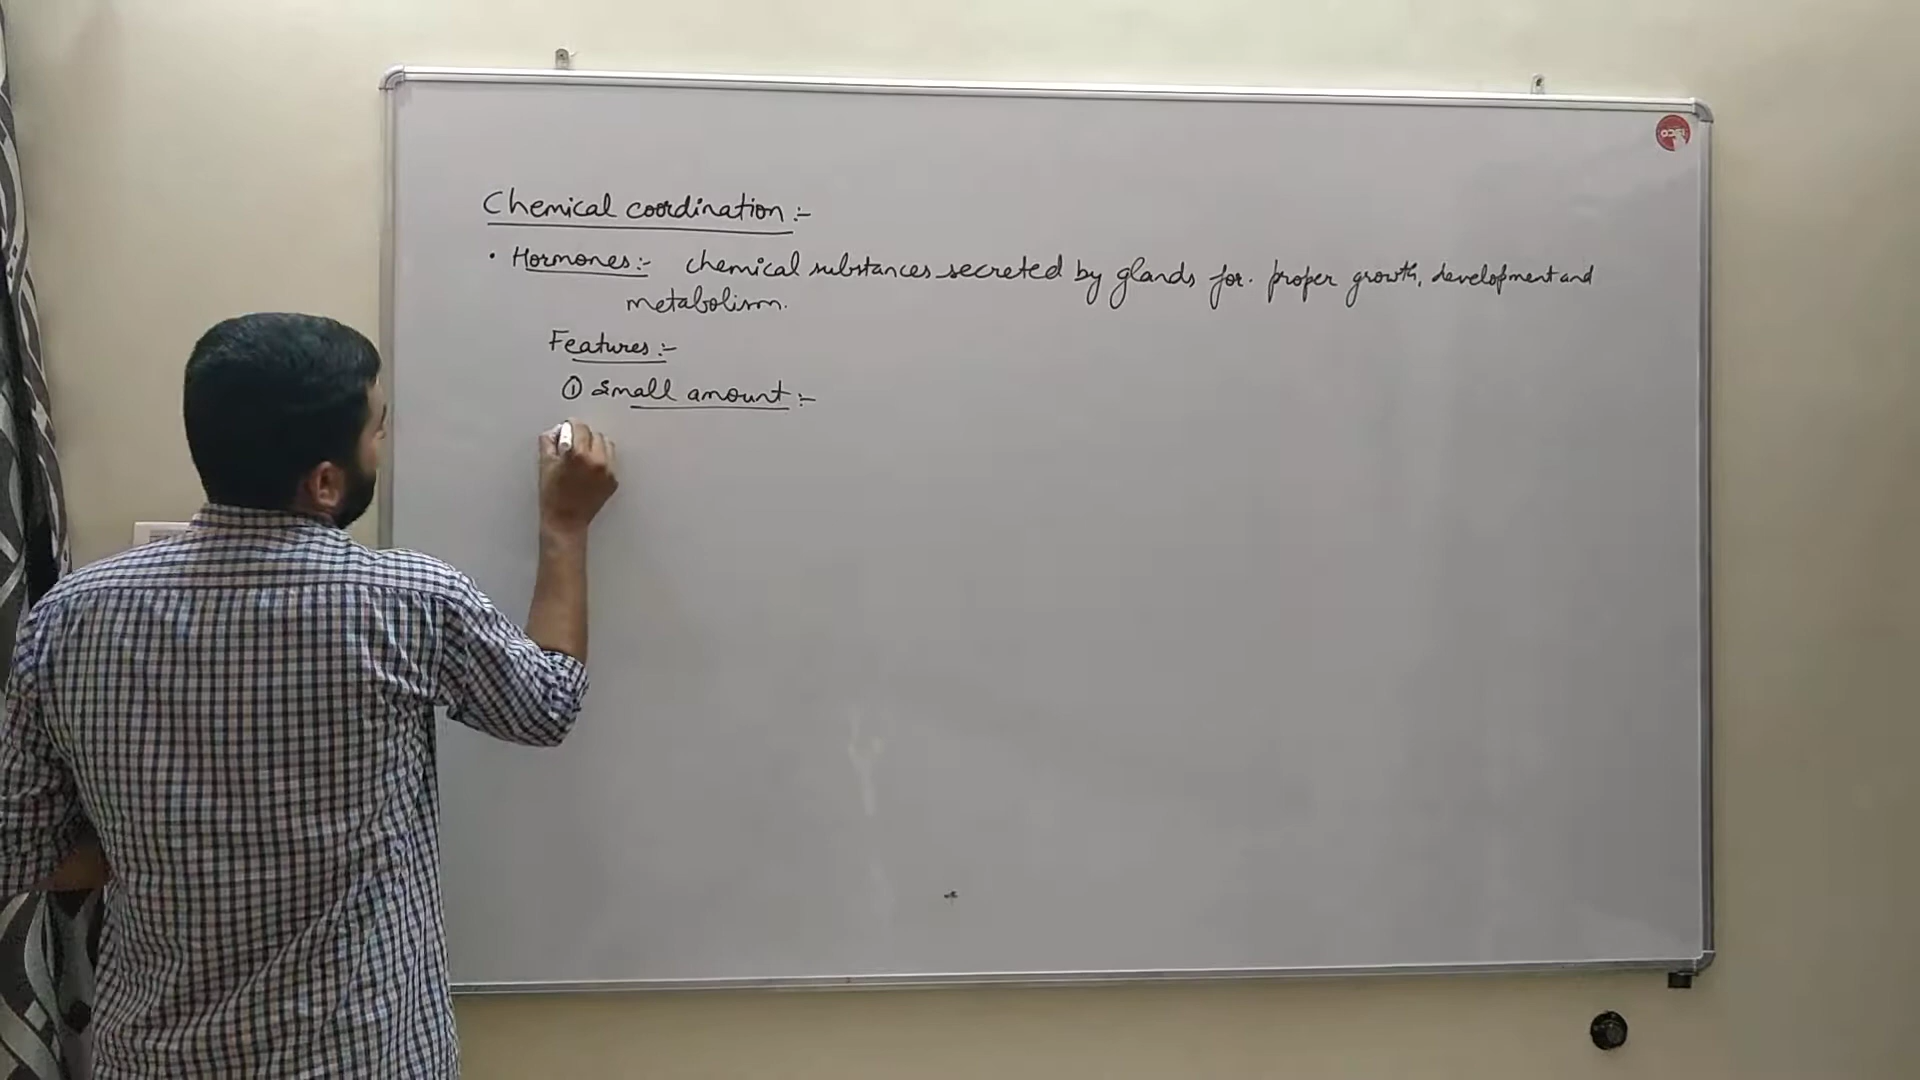 Chemical coordination :-
• Hormones :- chemical substances secreted by glands for. proper growth, development and
metabolism.
Features :-
① Small amount :-